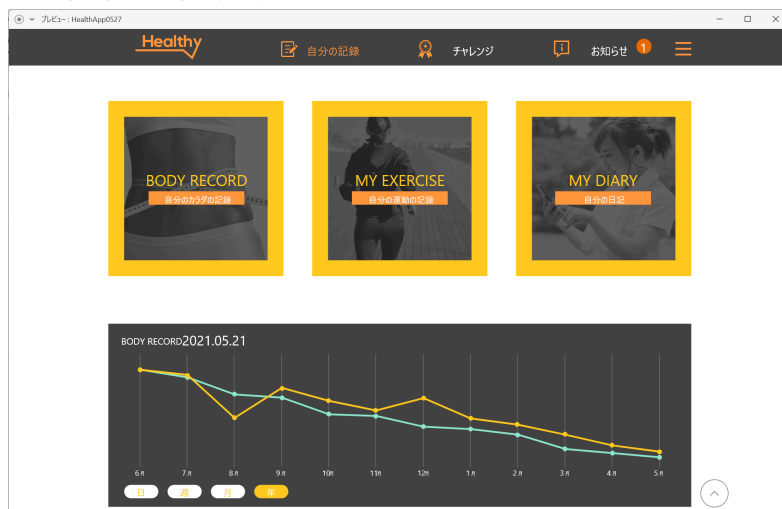 プレビュー : HealthApp0527
Healthy
自分の記録
チャレンジ
お知らせ
1
BODY RECORD
自分のカラダの記録
MY EXERCISE
自分の運動の記録
MY DIARY
自分の日記
BODY RECORD2021.05.21
6月 7月 8月 9月 10月 11月 12月 1月 2月 3月 4月 5月
日 週 月 年